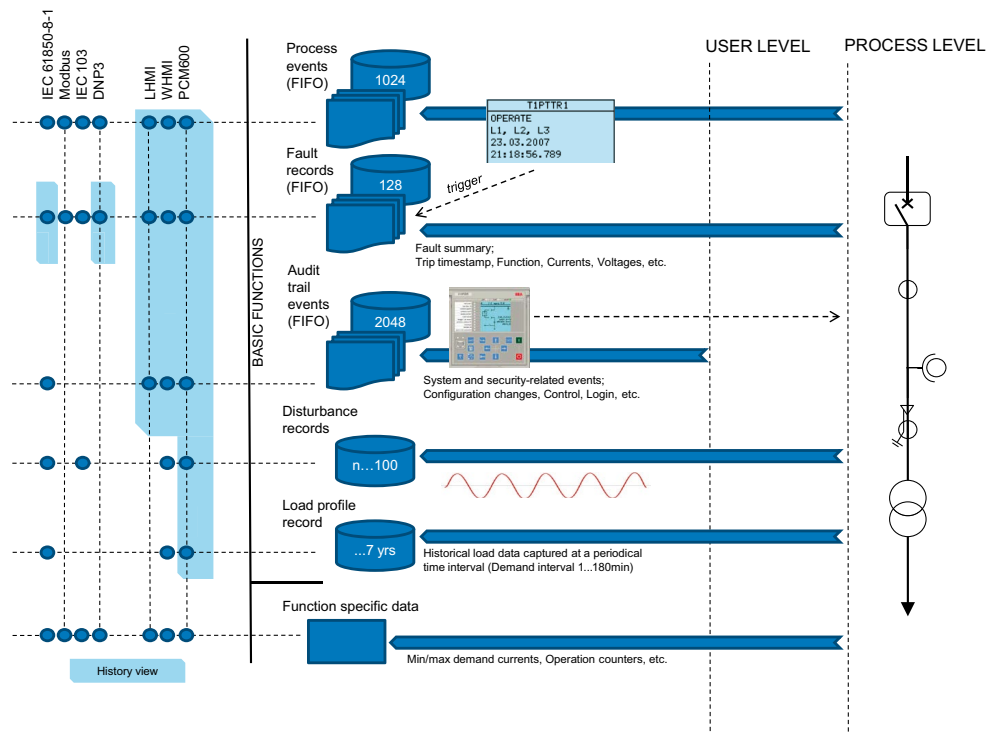 IEC 61850-8-1
Modbus
IEC 103
DNP3
LHMI
WHMI
PCM600
BASIC FUNCTIONS
USER LEVEL
PROCESS LEVEL
Process
events
(FIFO)
1024
T1PTTR1
OPERATE
L1, L2, L3
23.03.2007
21:18:56.789
Fault
records
(FIFO)
128
trigger
Fault summary;
Trip timestamp, Function, Currents, Voltages, etc.
Audit
trail
events
(FIFO)
2048
System and security-related events;
Configuration changes, Control, Login, etc.
Disturbance
records
n...100
Load profile
record
...7 yrs
Historical load data captured at a periodical
time interval (Demand interval 1...180min)
Function specific data
Min/max demand currents, Operation counters, etc.
History view